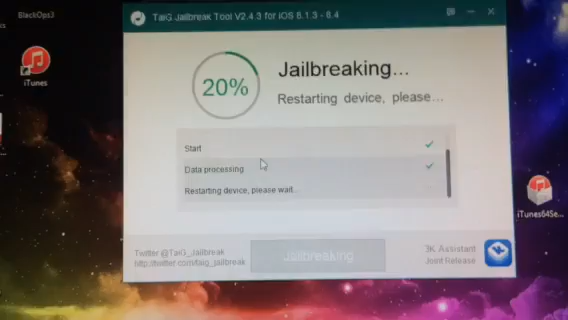 BlackOps3
TaiG Jailbreak Tool V2.4.3 for iOS 8.1.3 - 8.4
iTunes
20%
Jailbreaking...
Restarting device, please...
Start
Data processing
Restarting device, please wait...
iTunes64Se...
Twitter @TaiG_Jailbreak
http://twitter.com/taig_jailbreak
Jailbreaking
3K Assistant
Joint Release